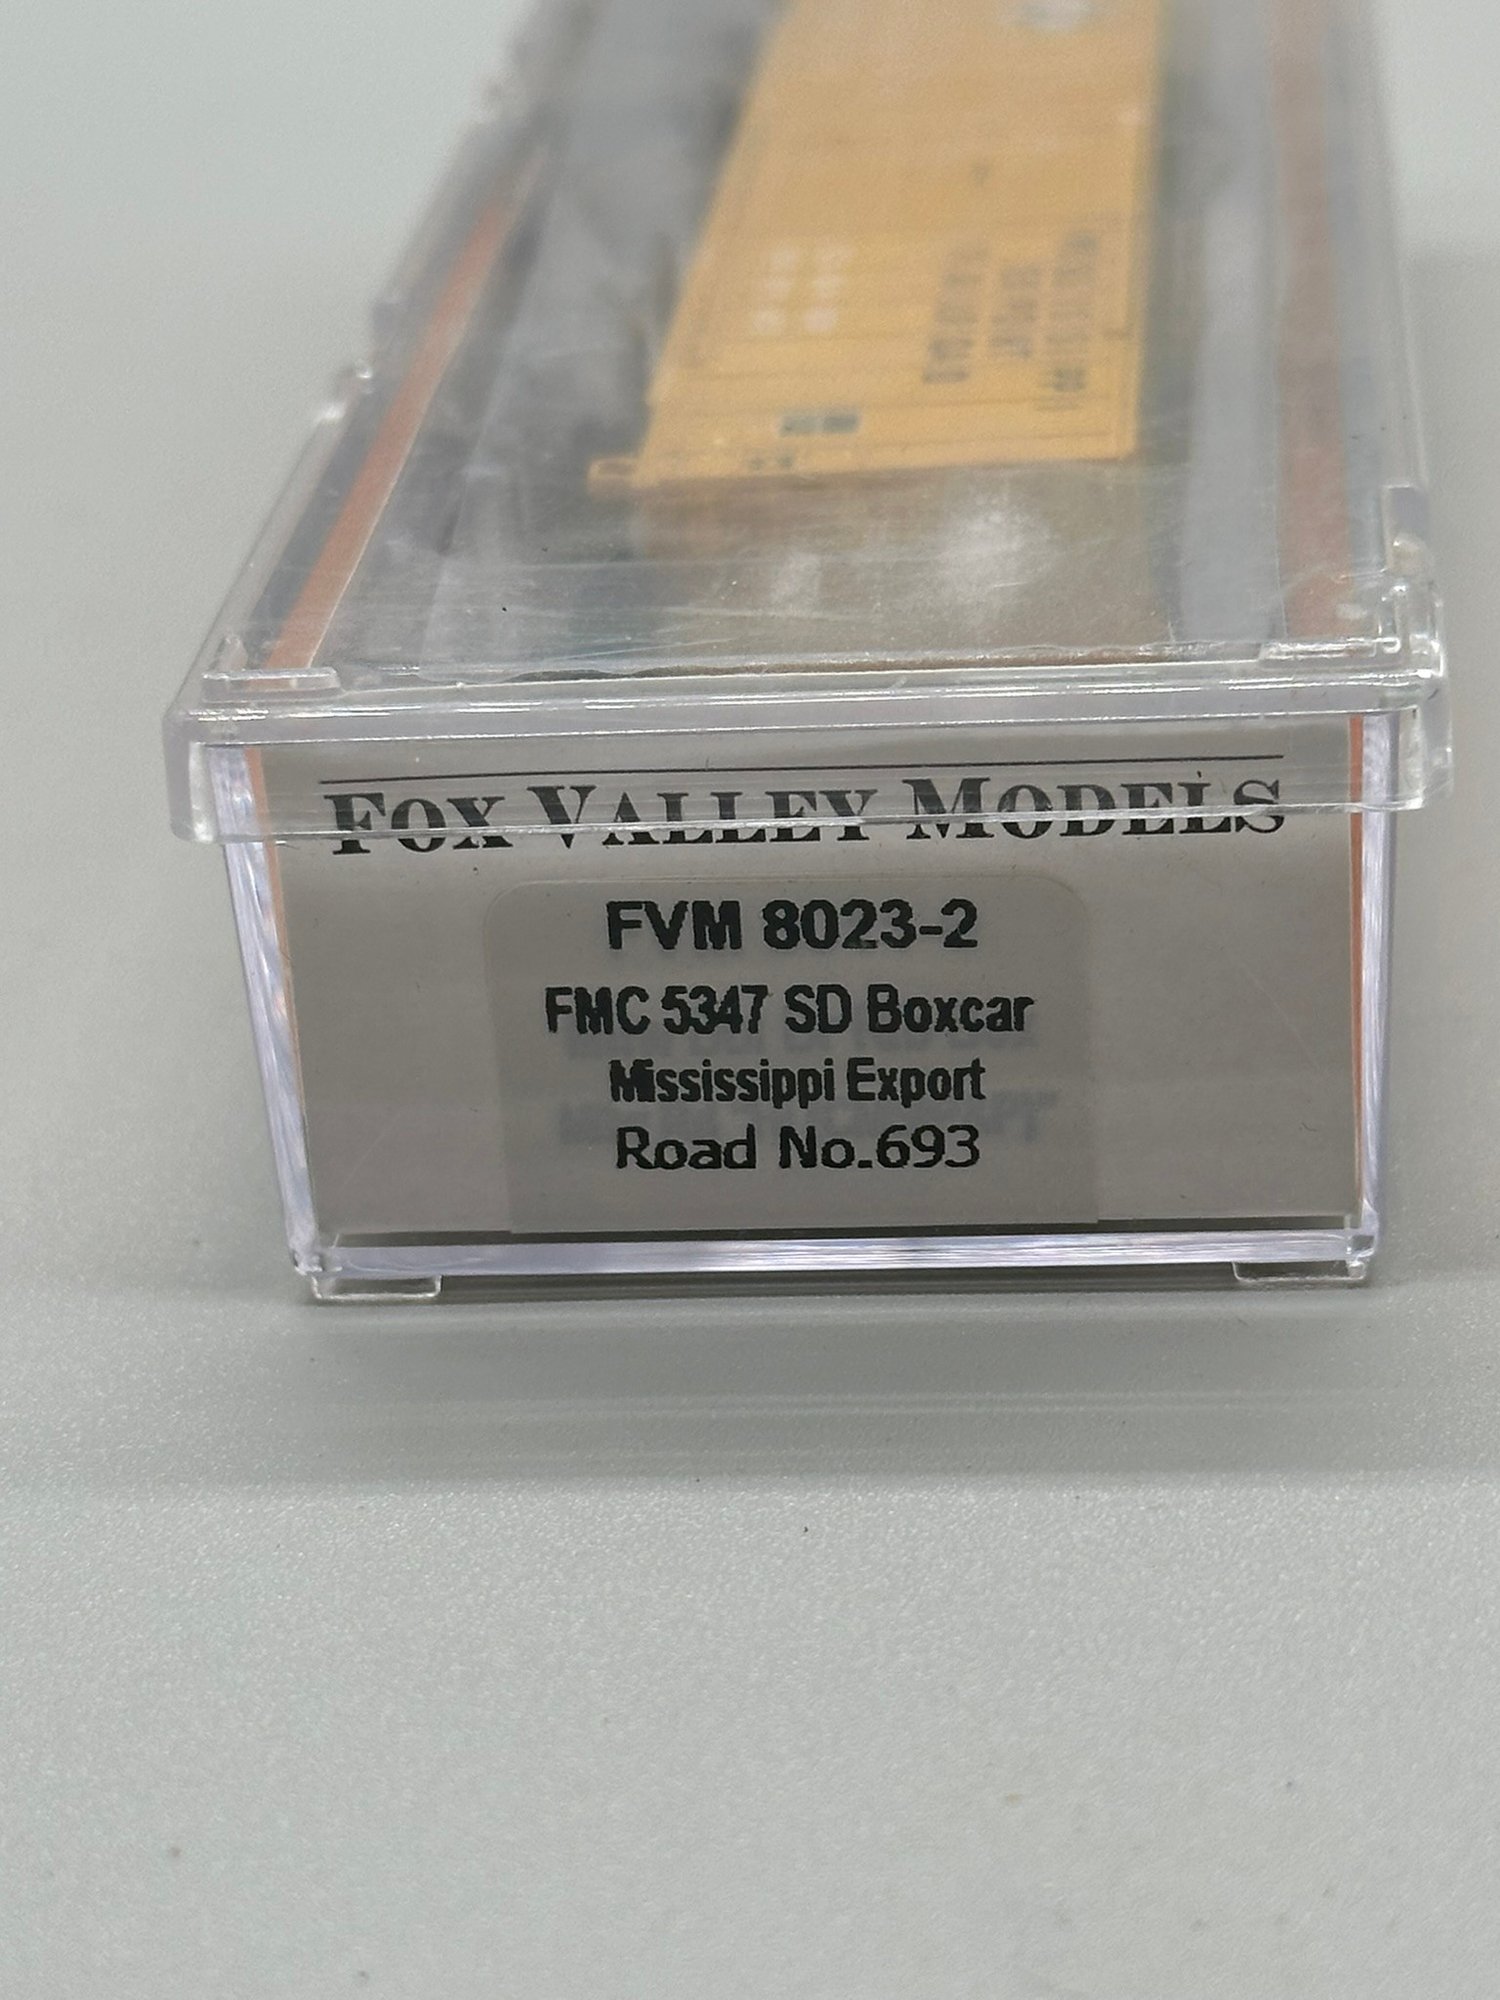 FOX VALLEY MODELS
FVM 8023-2
FMC 5347 SD Boxcar
Mississippi Export
Road No.693